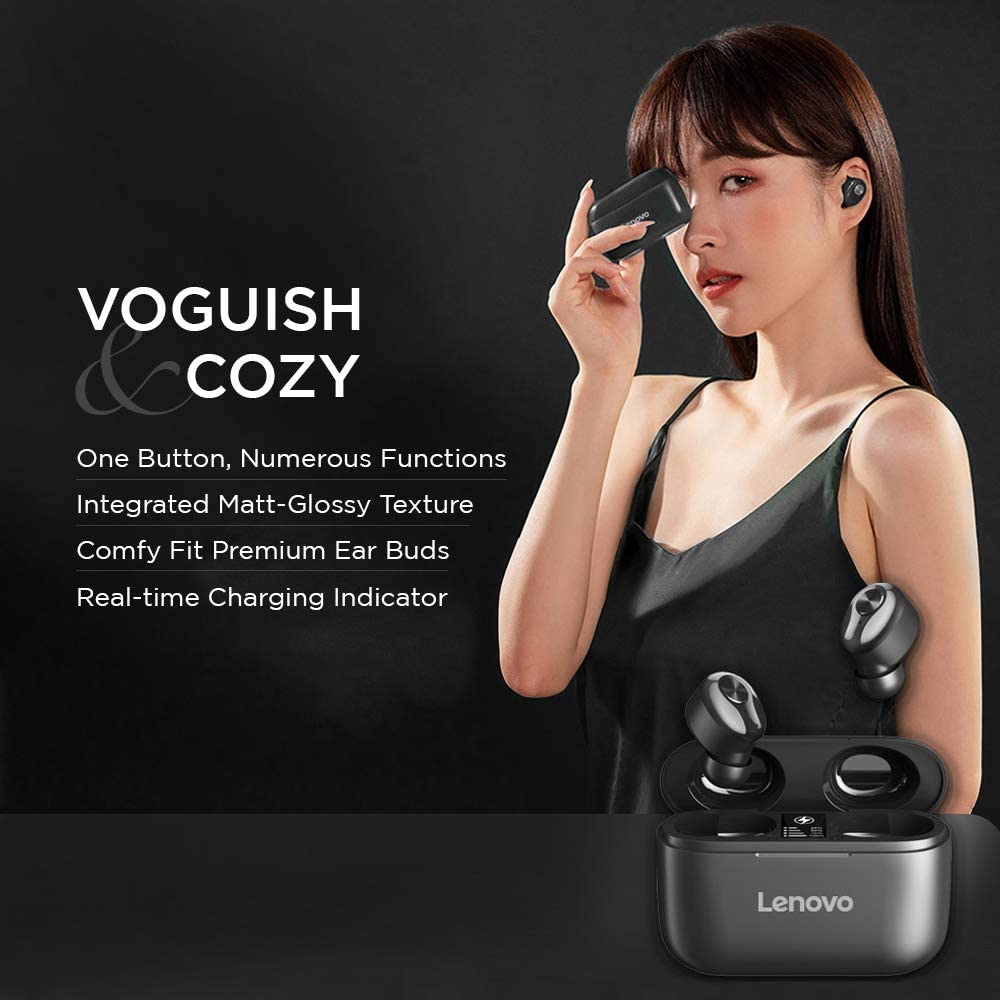 VOGUISH
& COZY
One Button, Numerous Functions
Integrated Matt-Glossy Texture
Comfy Fit Premium Ear Buds
Real-time Charging Indicator
Lenovo
Lenovo